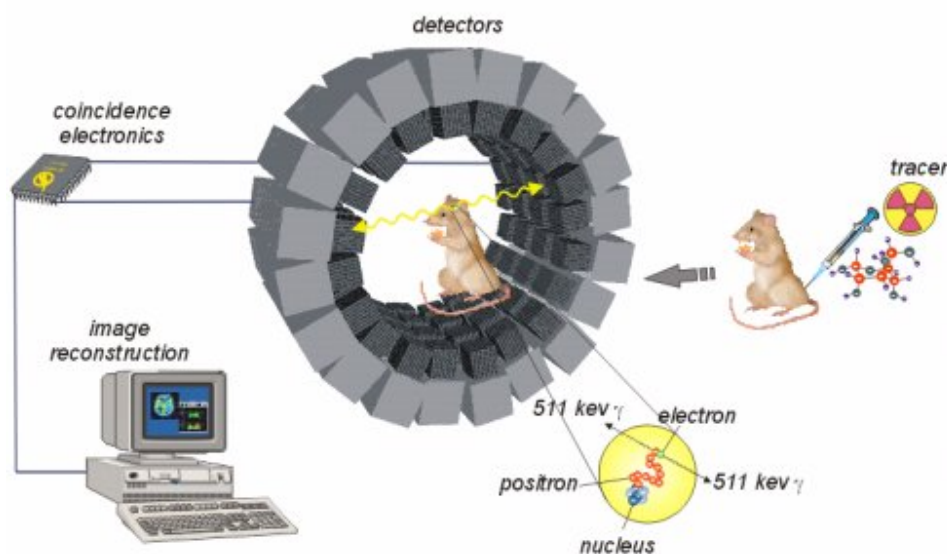 detectors
coincidence
electronics
tracer
image
reconstruction
511 kev γ
electron
positron
511 kev γ
nucleus